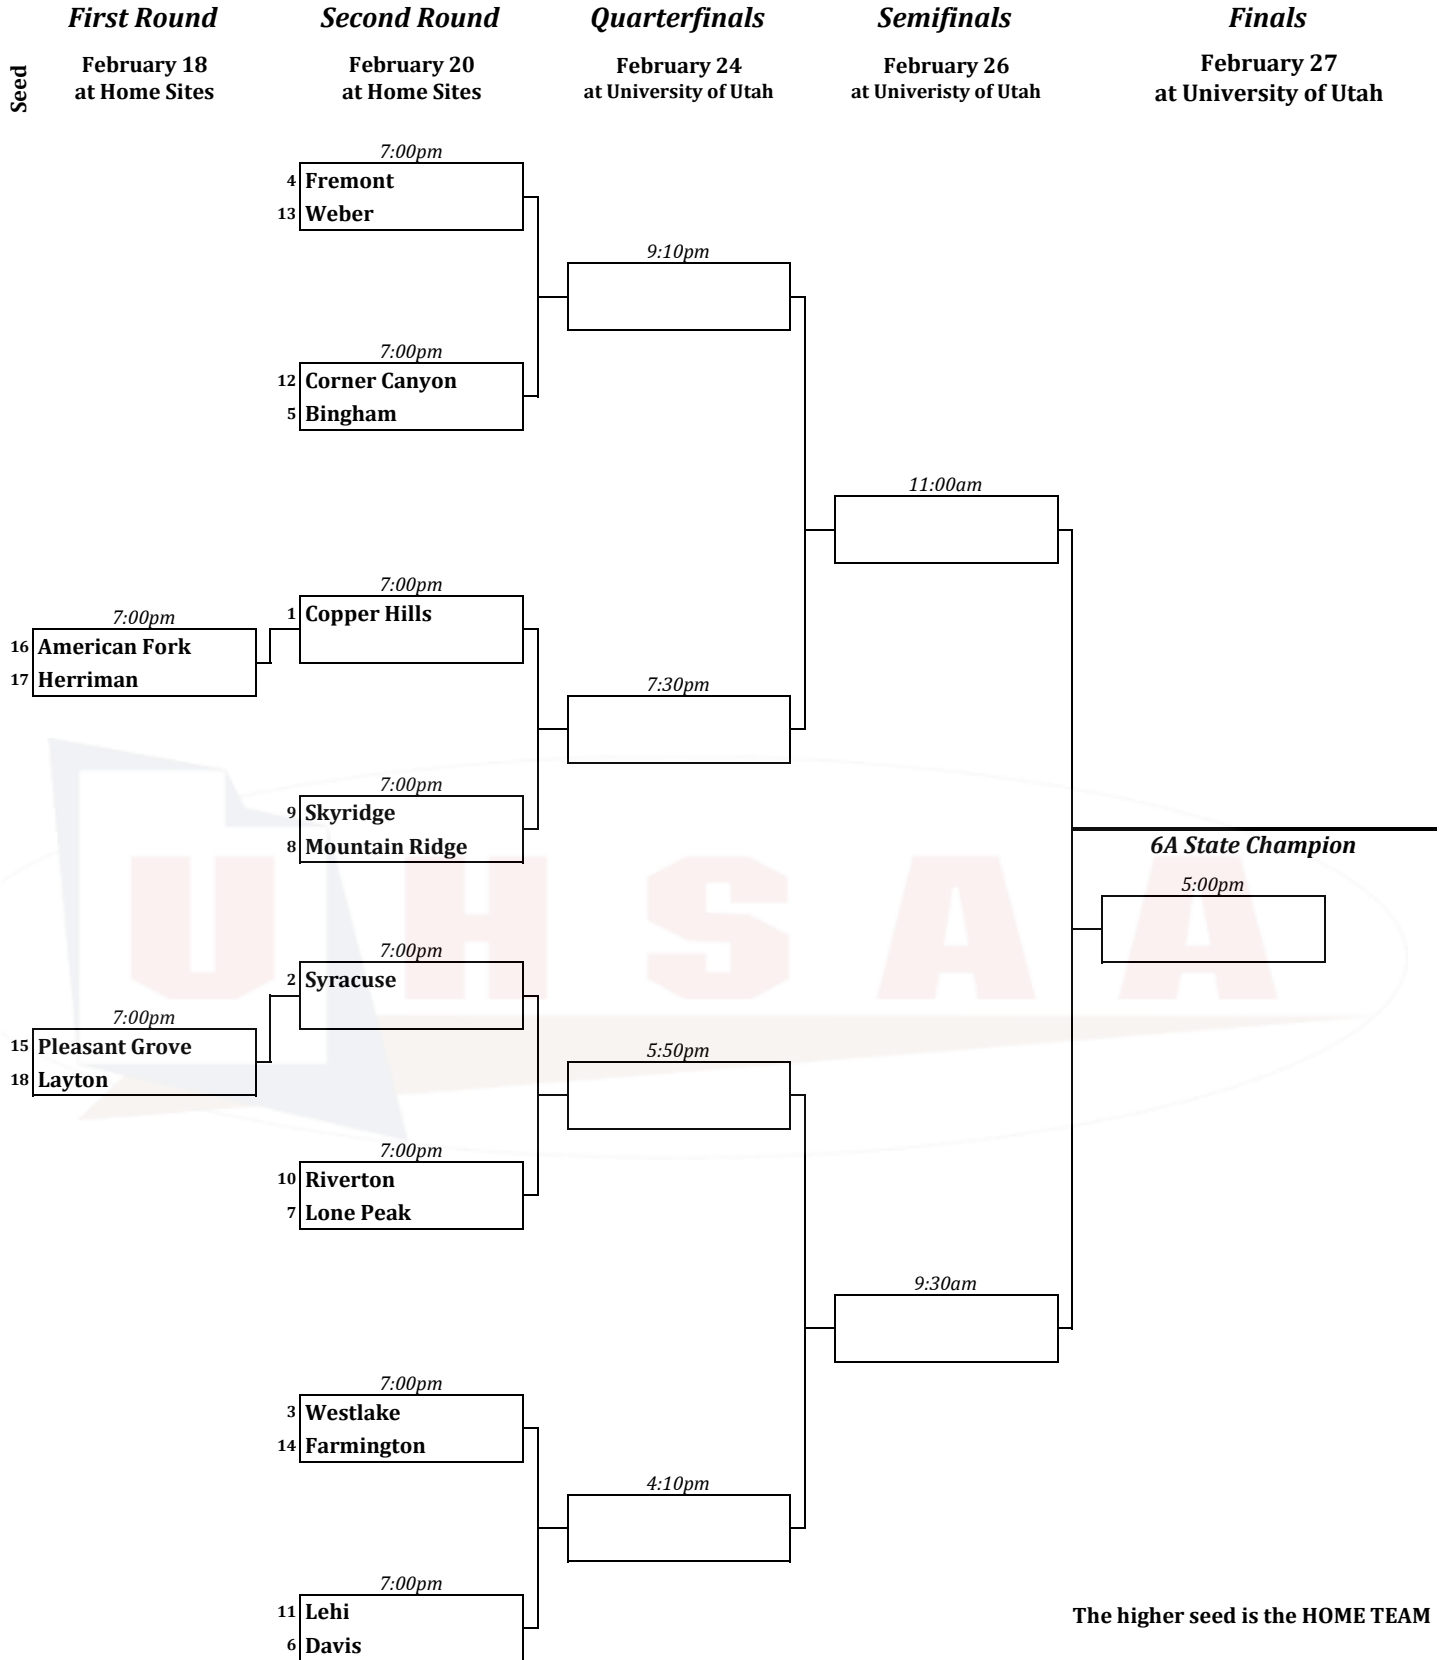 First Round
Second Round
Quarterfinals
Semifinals
Finals
Seed
February 18
at Home Sites
February 20
at Home Sites
February 24
at University of Utah
February 26
at Univeristy of Utah
February 27
at University of Utah
7:00pm
4 Fremont
13 Weber
9:10pm
7:00pm
12 Corner Canyon
5 Bingham
11:00am
7:00pm
1 Copper Hills
7:00pm
16 American Fork
17 Herriman
7:30pm
7:00pm
9 Skyridge
8 Mountain Ridge
6A State Champion
5:00pm
UHSAA
7:00pm
2 Syracuse
7:00pm
15 Pleasant Grove
18 Layton
5:50pm
7:00pm
10 Riverton
7 Lone Peak
9:30am
7:00pm
3 Westlake
14 Farmington
4:10pm
7:00pm
11 Lehi
6 Davis
The higher seed is the HOME TEAM